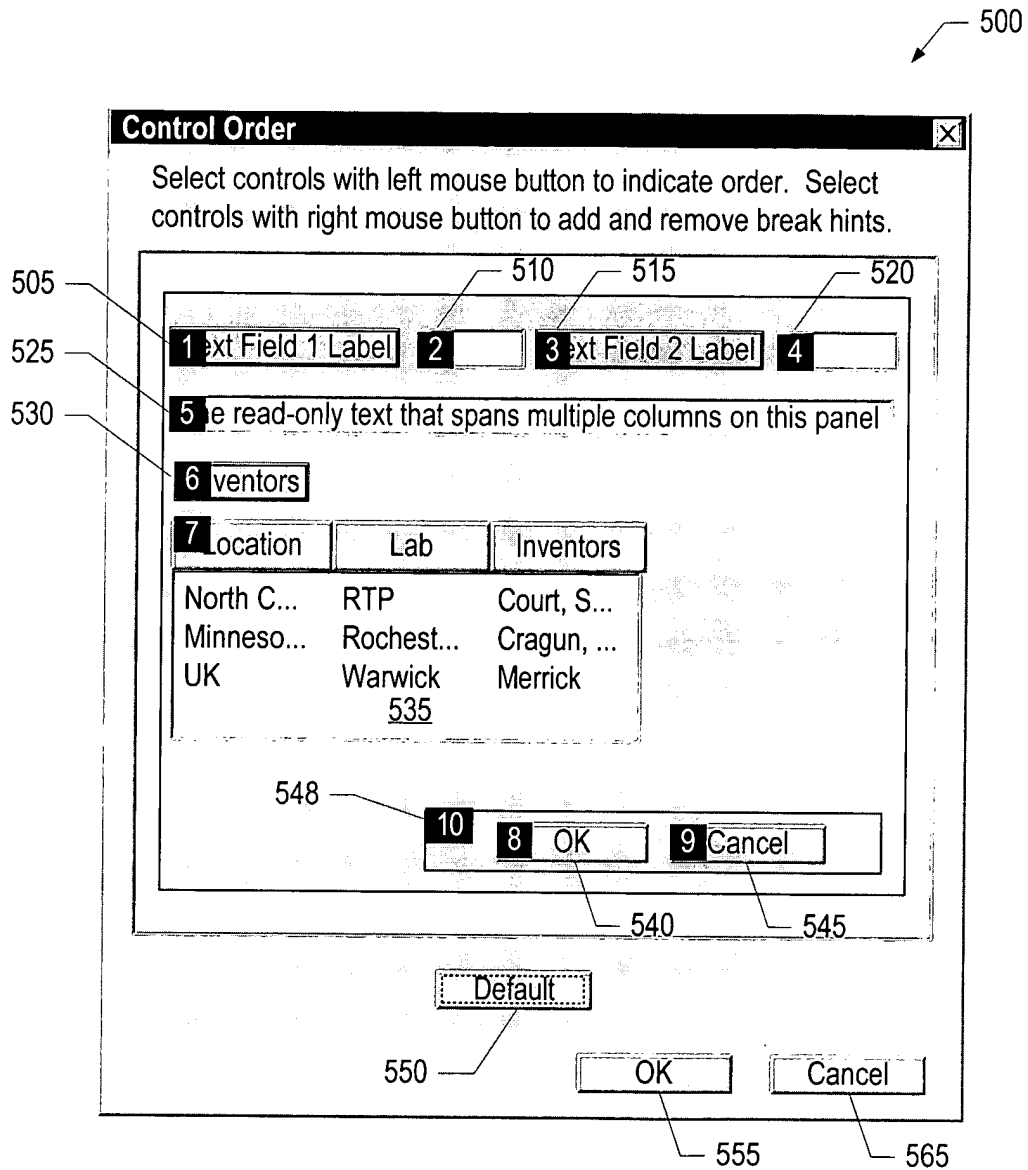 500
Control Order
Select controls with left mouse button to indicate order. Select
controls with right mouse button to add and remove break hints.
505 510 515 520
1 ext Field 1 Label 2 3 ext Field 2 Label 4
525
5 e read-only text that spans multiple columns on this panel
530
6 ventors
7 Location Lab Inventors
North C... RTP Court, S...
Minneso... Rochest... Cragun, ...
UK Warwick Merrick
535
548
10 8 OK 9 Cancel
540 545
Default
550 OK Cancel
555 565